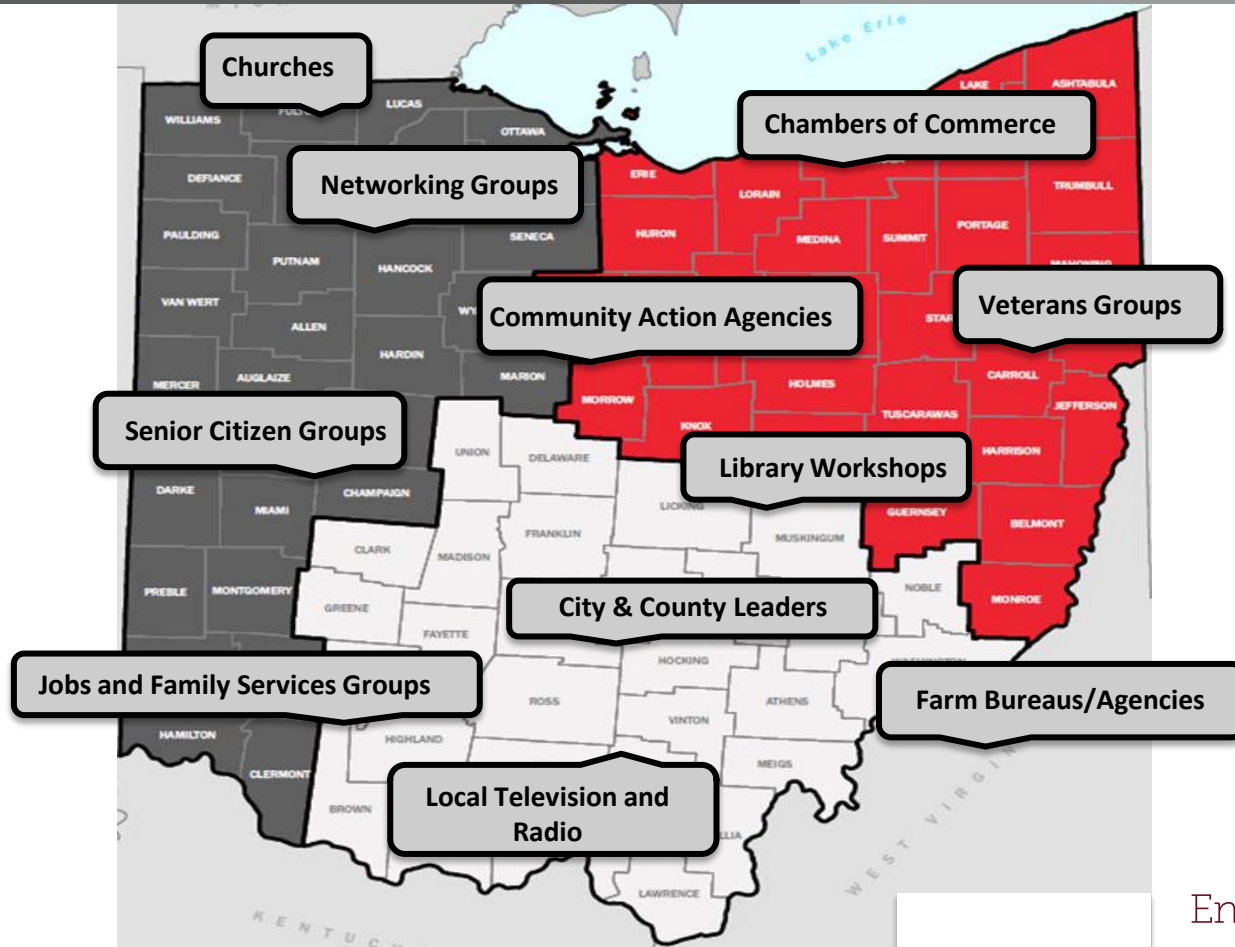 Lake Erie
Churches
LAKE
ASHTABULA
LUCAS
WILLIAMS
OTTAWA
Chambers of Commerce
ERIE
DEFIANCE
Networking Groups
LORAIN
TRUMBULL
PAULDING
SENECA
HURON
MEDINA
SUMMIT
PORTAGE
PUTNAM
HANCOCK
VAN WERT
Community Action Agencies
Veterans Groups
ALLEN
HARDIN
MERCER
AUGLAIZE
MARION
HOLMES
CARROLL
MORROW
TUSCARAWAS
JEFFERSON
KNOX
Senior Citizen Groups
UNION
DELAWARE
Library Workshops
HARRISON
DARKE
MIAMI
CHAMPAIGN
LICKING
GUERNSEY
BELMONT
FRANKLIN
MUSKINGUM
CLARK
MADISON
PREBLE
MONTGOMERY
GREENE
City & County Leaders
NOBLE
MONROE
FAYETTE
HOCKING
Jobs and Family Services Groups
ROSS
ATHENS
Farm Bureaus/Agencies
VINTON
HAMILTON
HIGHLAND
MEIGS
CLERMONT
BROWN
Local Television and
Radio
LAWRENCE
WEST VIRGIN
KENTUCK
En